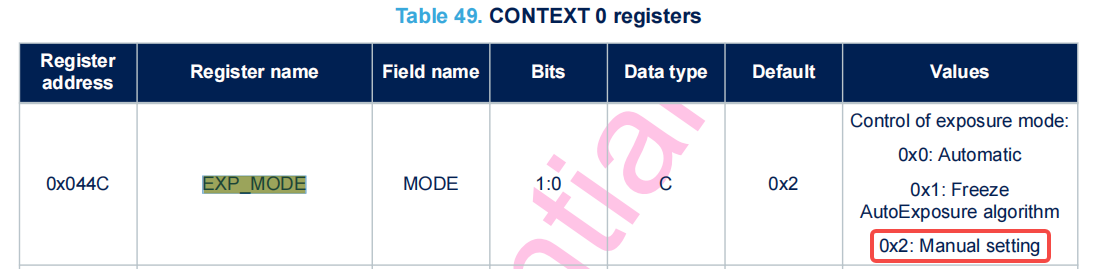 Table 49. CONTEXT 0 registers
Register address
Register name
Field name
Bits
Data type
Default
Values
0x044C
EXP_MODE
MODE
1:0
C
0x2
Control of exposure mode:
0x0: Automatic
0x1: Freeze
AutoExposure algorithm
0x2: Manual setting
ntial